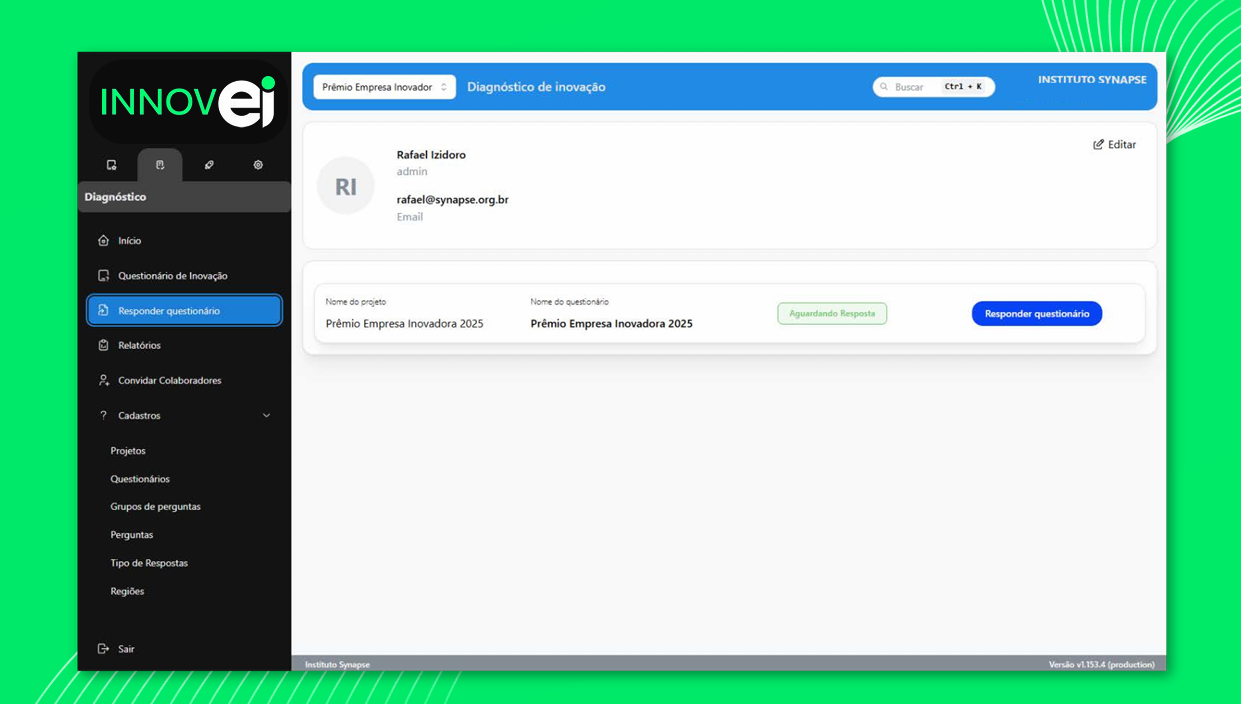 INNOVei
Diagnóstico
Início
Questionário de Inovação
Responder questionário
Relatórios
Convidar Colaboradores
? Cadastros
Projetos
Questionários
Grupos de perguntas
Perguntas
Tipo de Respostas
Regiões
Sair
Prêmio Empresa Inovador
Diagnóstico de inovação
Buscar
Ctrl + K
INSTITUTO SYNAPSE
RI
Rafael Izidoro
admin
rafael@synapse.org.br
Email
Editar
Nome do projeto
Prêmio Empresa Inovadora 2025
Nome do questionário
Prêmio Empresa Inovadora 2025
Aguardando Resposta
Responder questionário
Instituto Synapse
Versão v1.153.4 (production)